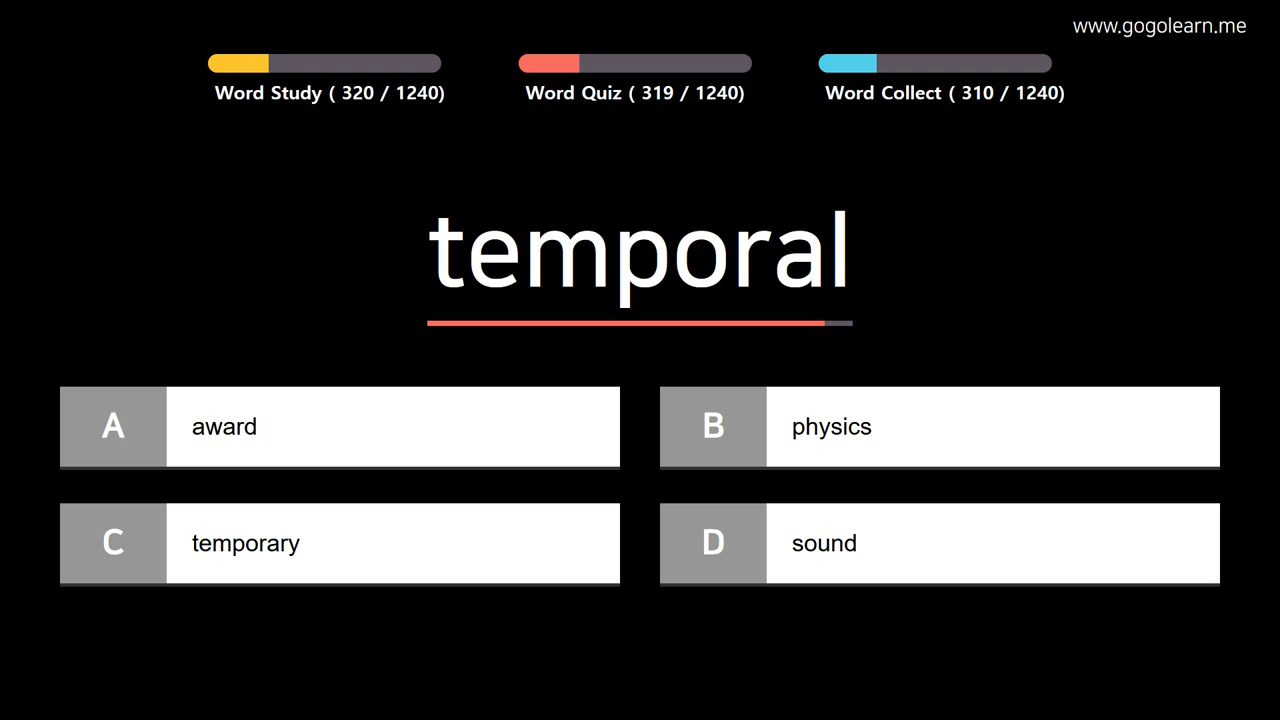 www.gogolearn.me
Word Study ( 320 / 1240)
Word Quiz ( 319 / 1240)
Word Collect ( 310 / 1240)
temporal
A award
B physics
C temporary
D sound